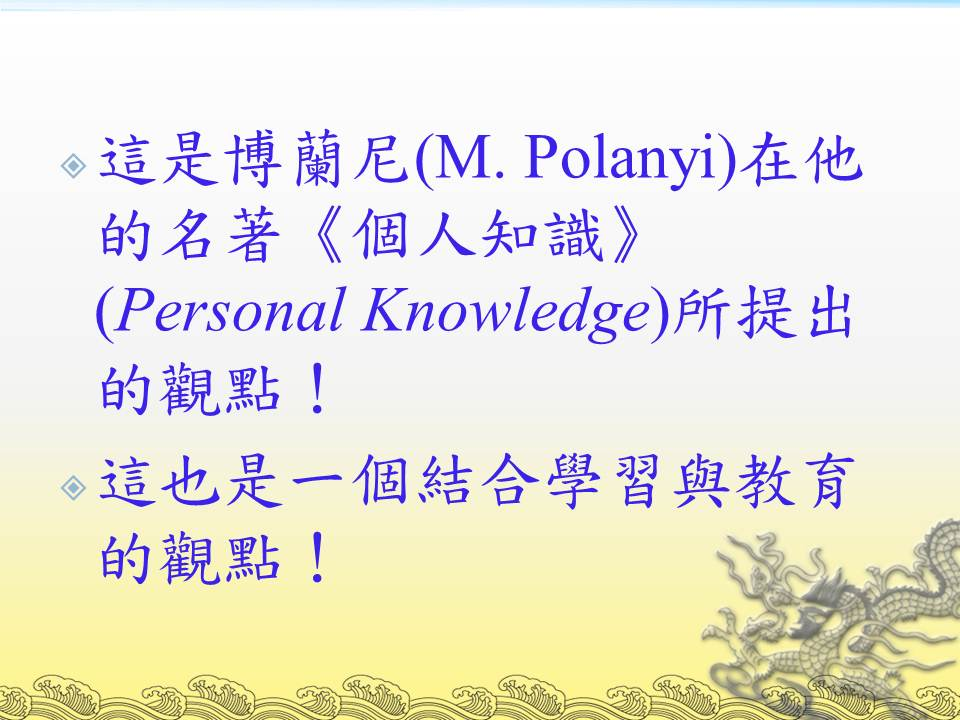 這是博蘭尼(M. Polanyi)在他
的名著《個人知識》
(Personal Knowledge)所提出
的觀點！
這也是一個結合學習與教育
的觀點！